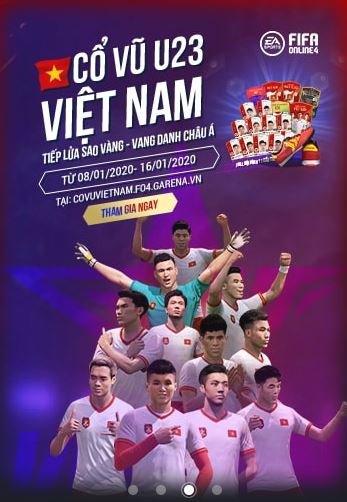 CỔ VŨ U23
VIỆT NAM
TIẾP LỬA SAO VÀNG - VANG DANH CHÂU Á
TỪ 08/01/2020- 16/01/2020
TẠI: COVUVIETNAM.FO4.GARENA.VN
THAM GIA NGAY
EA
SPORTS
FIFA
ONLINE 4